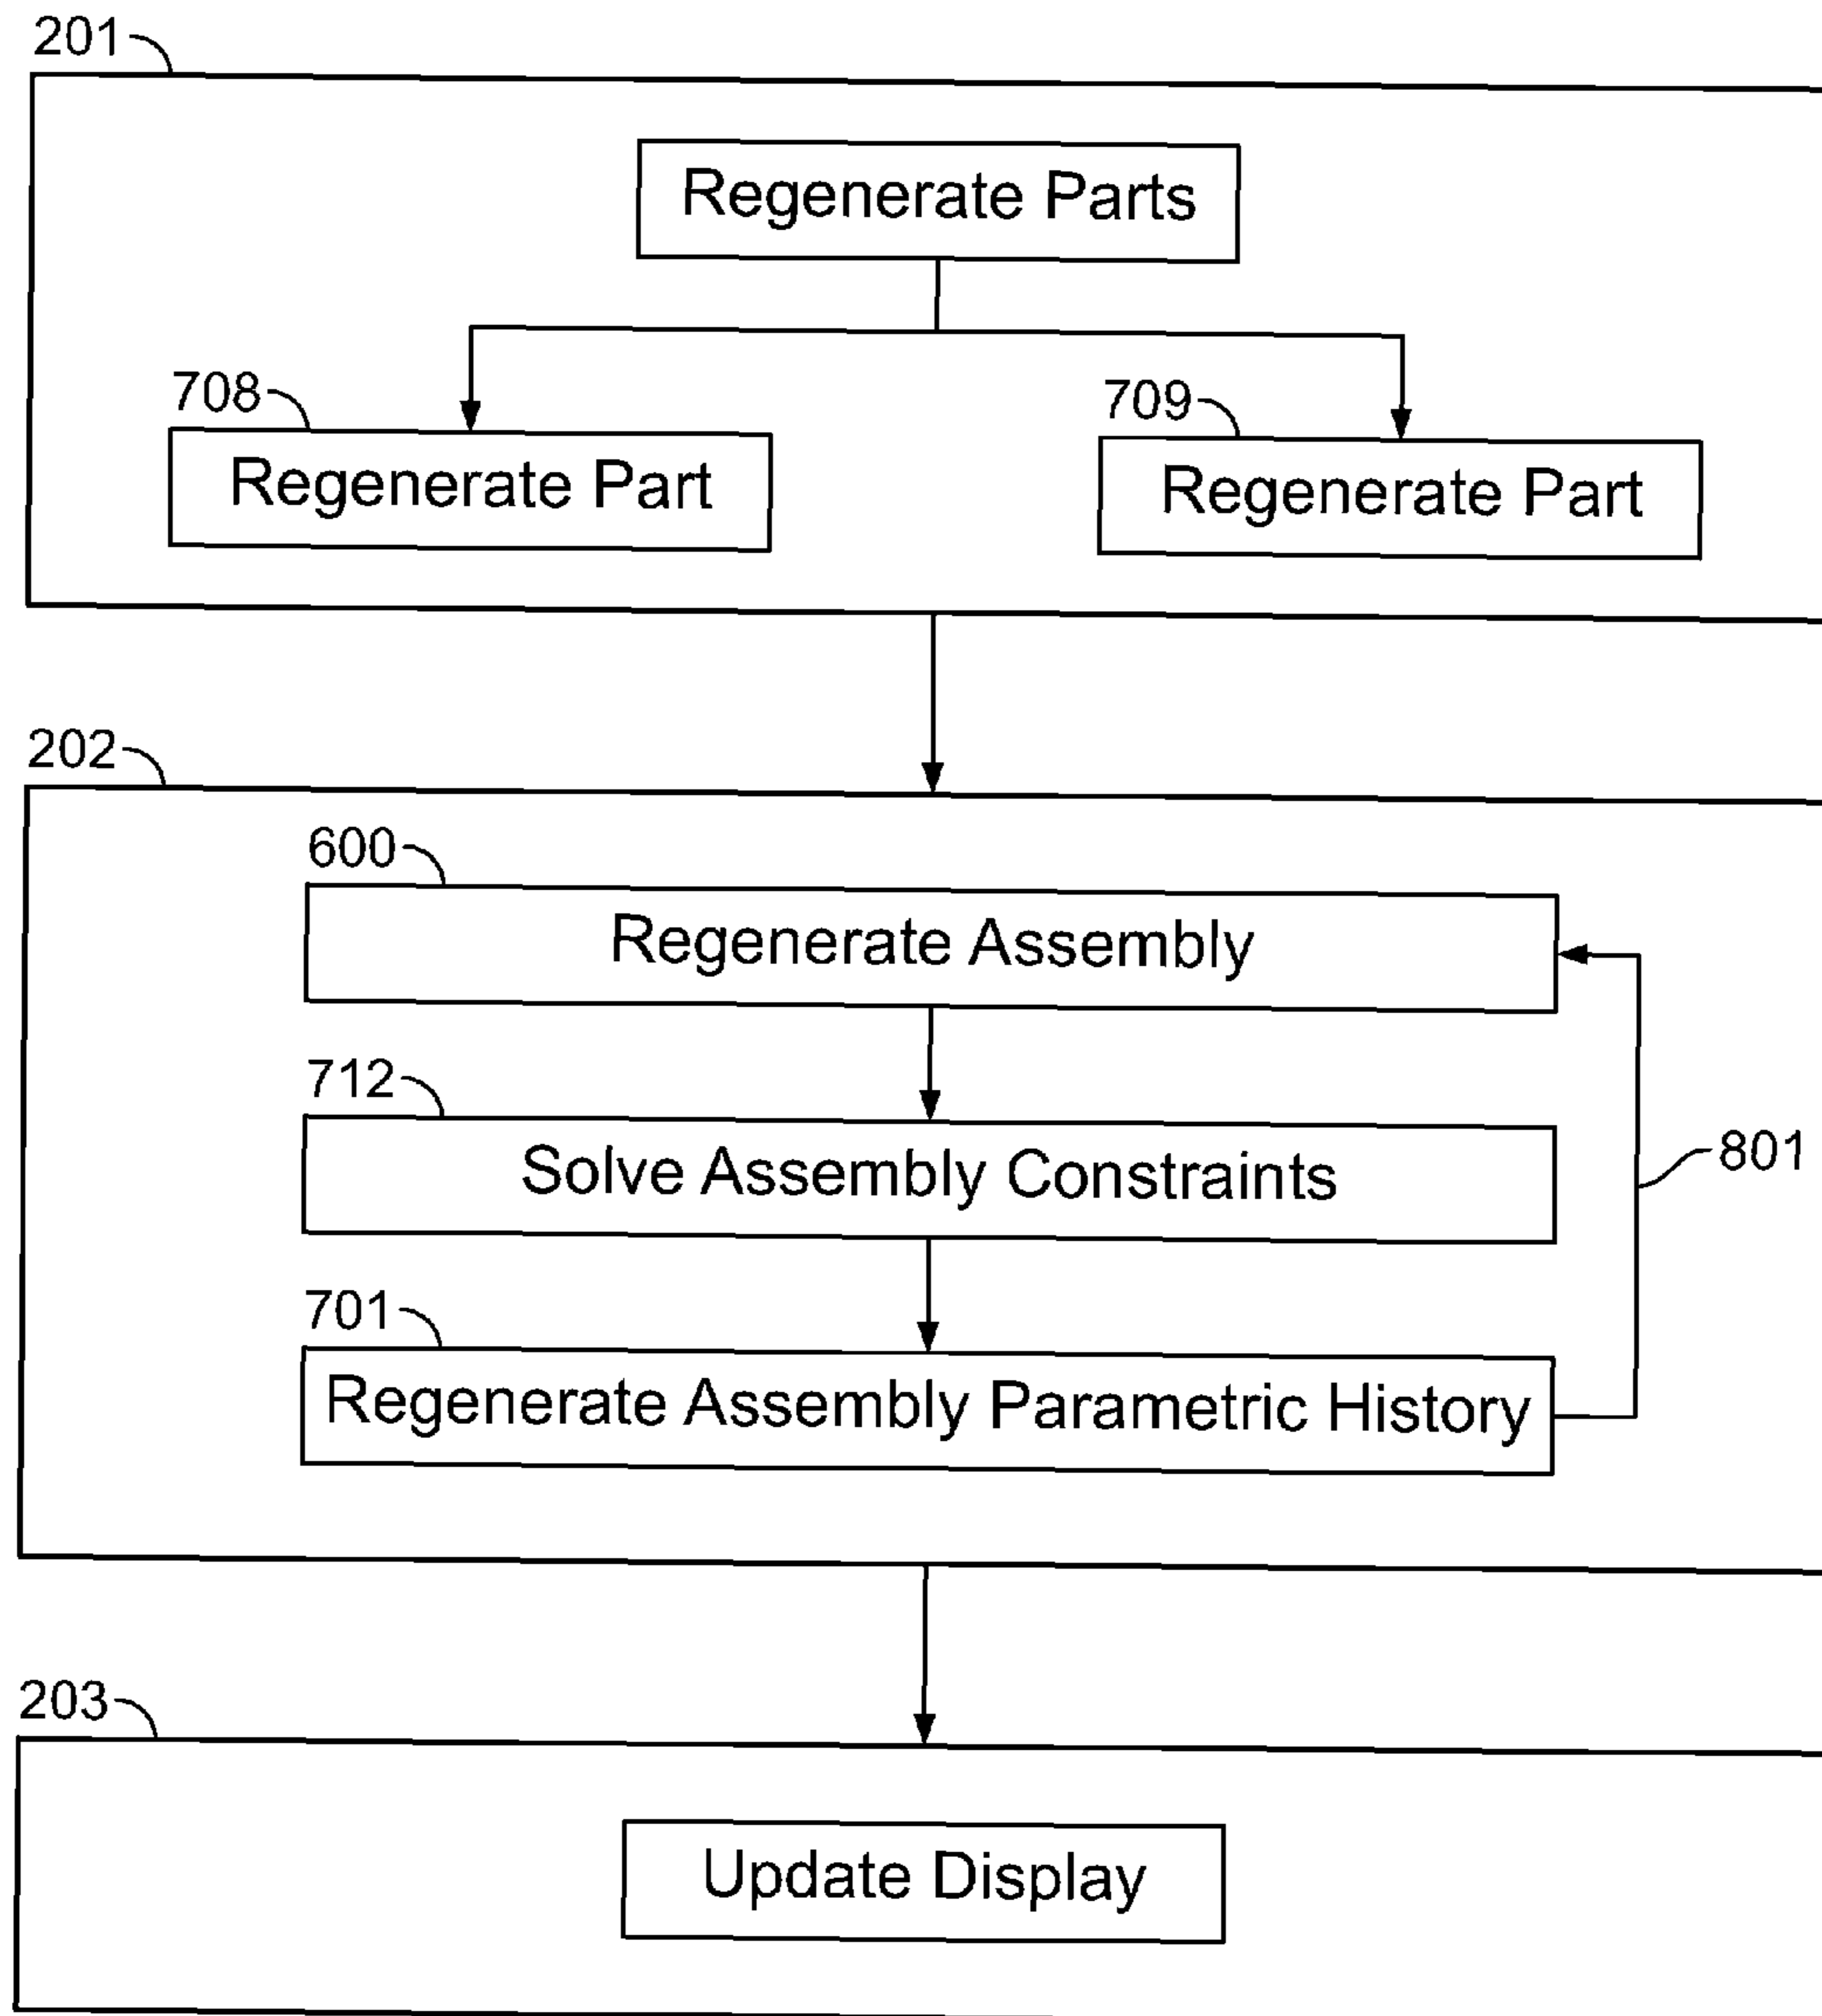 201
Regenerate Parts
708
Regenerate Part
709
Regenerate Part
202
600
Regenerate Assembly
712
Solve Assembly Constraints
801
701
Regenerate Assembly Parametric History
203
Update Display